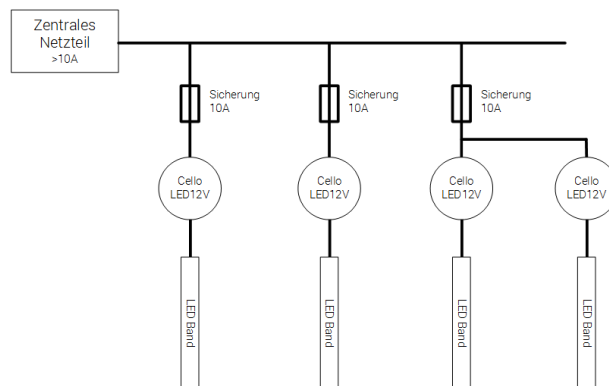 Zentrales
Netzteil
>10A
Sicherung
10A
Sicherung
10A
Sicherung
10A
Cello
LED12V
Cello
LED12V
Cello
LED12V
Cello
LED12V
LED Band
LED Band
LED Band
LED Band